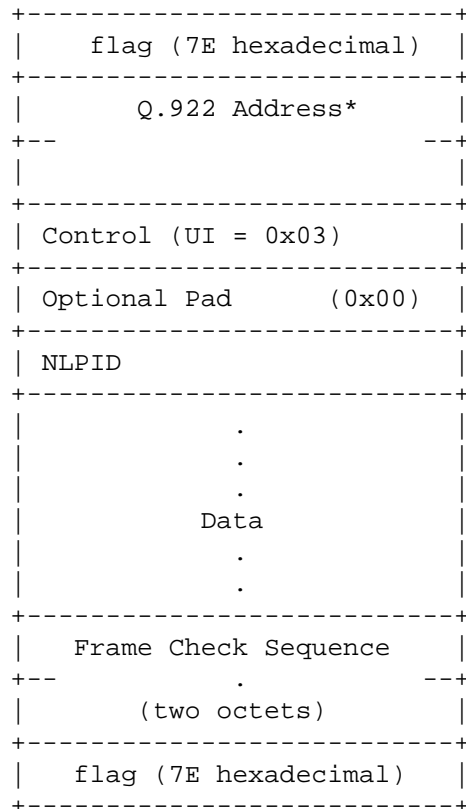 flag (7E hexadecimal)
Q.922 Address*
Control (UI = 0x03)
Optional Pad (0x00)
NLPID
.
.
.
Data
.
.
Frame Check Sequence
.
(two octets)
flag (7E hexadecimal)